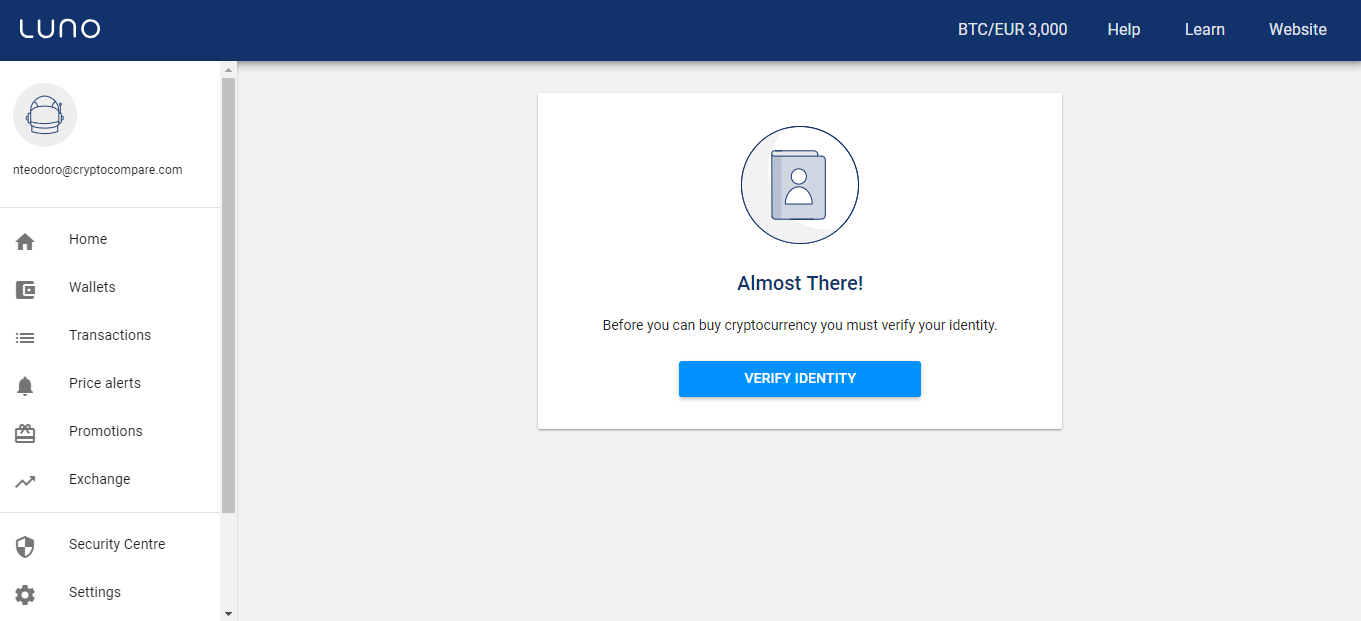 LUNO
BTC/EUR 3,000 Help Learn Website
nteodoro@cryptocompare.com
Home
Wallets
Transactions
Price alerts
Promotions
Exchange
Security Centre
Settings
Almost There!
Before you can buy cryptocurrency you must verify your identity.
VERIFY IDENTITY